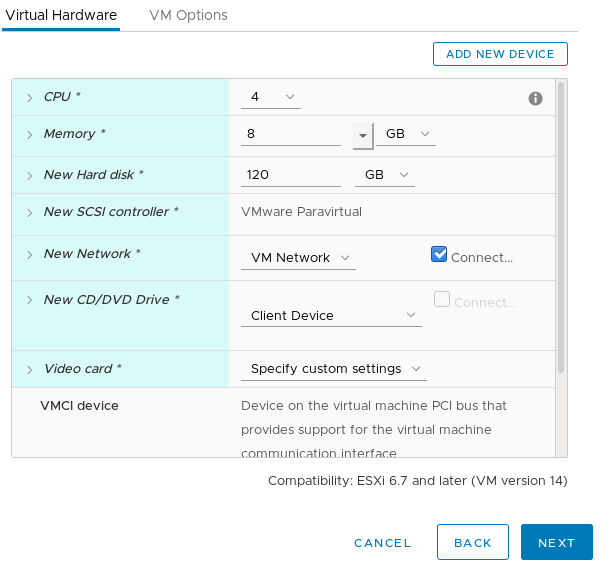 Virtual Hardware VM Options
ADD NEW DEVICE
CPU * 4
Memory * 8 GB
New Hard disk * 120 GB
New SCSI controller * VMware Paravirtual
New Network * VM Network Connect...
New CD/DVD Drive * Client Device Connect...
Video card * Specify custom settings
VMCI device Device on the virtual machine PCI bus that
provides support for the virtual machine
communication interface
Compatibility: ESXi 6.7 and later (VM version 14)
CANCEL BACK NEXT